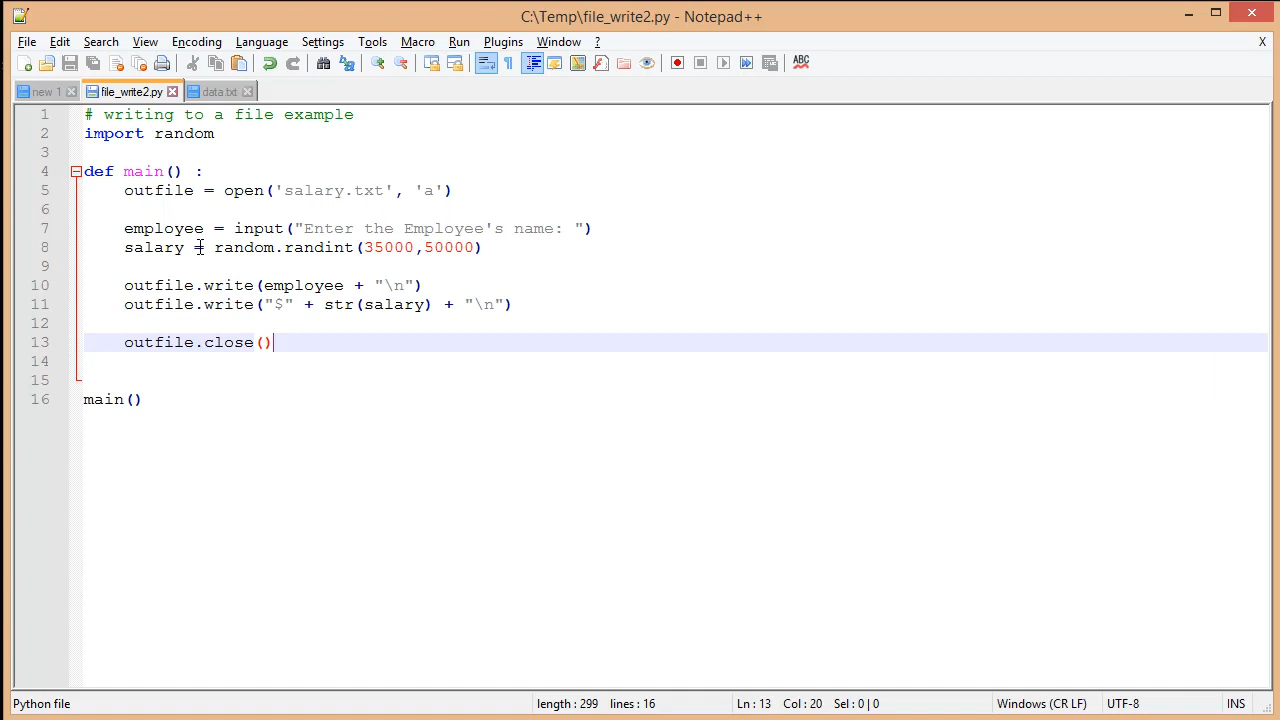 C:\Temp\file_write2.py - Notepad++
File Edit Search View Encoding Language Settings Tools Macro Run Plugins Window ? X
ABC
new 1 file_write2.py data.txt
1 # writing to a file example
2 import random
3
4 def main() :
5 outfile = open('salary.txt', 'a')
6
7 employee = input("Enter the Employee's name: ")
8 salary = random.randint(35000,50000)
9
10 outfile.write(employee + "\n")
11 outfile.write("$" + str(salary) + "\n")
12
13 outfile.close()
14
15
16 main()
Python file length : 299 lines : 16 Ln : 13 Col : 20 Sel : 0 | 0 Windows (CR LF) UTF-8 INS